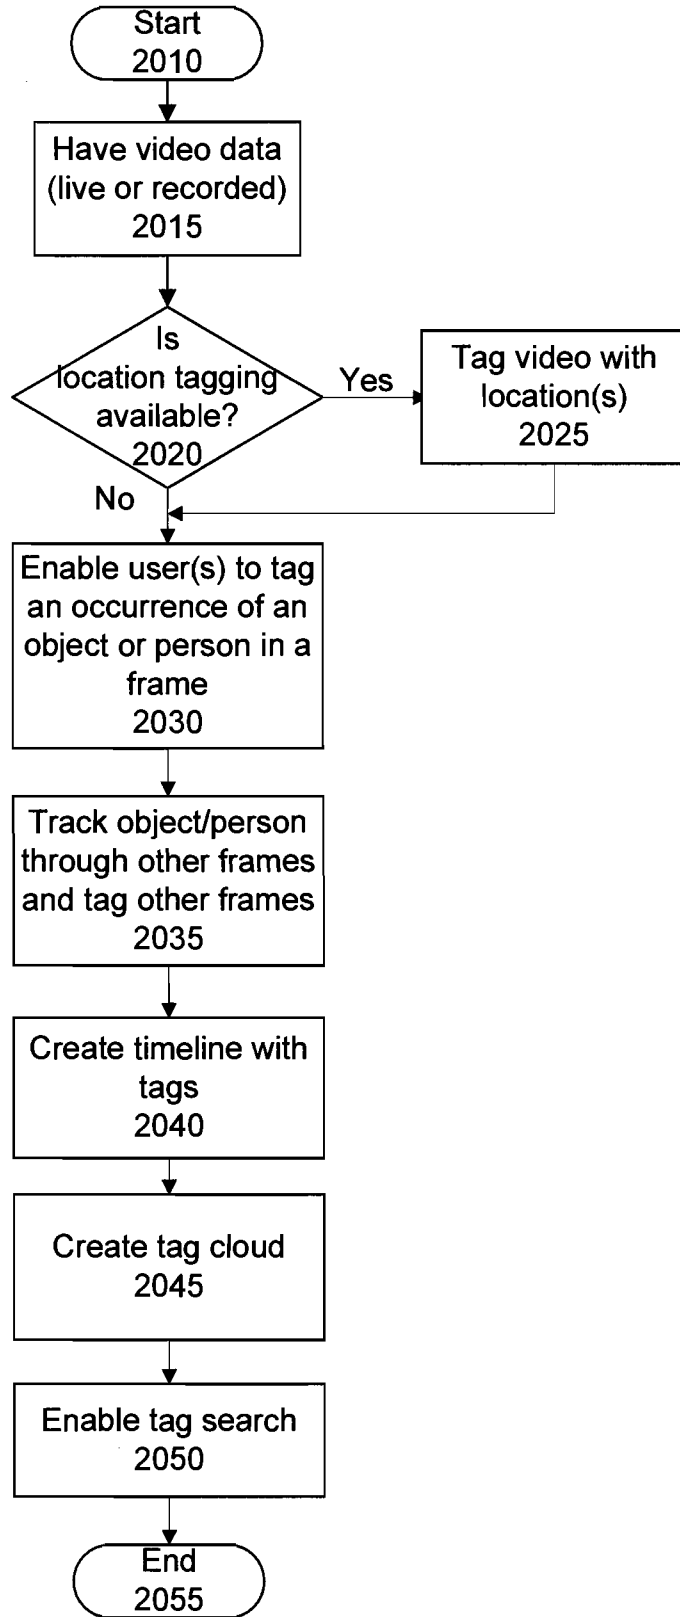 Start
2010
Have video data
(live or recorded)
2015
Is
location tagging
available?
2020
Yes
Tag video with
location(s)
2025
No
Enable user(s) to tag
an occurrence of an
object or person in a
frame
2030
Track object/person
through other frames
and tag other frames
2035
Create timeline with
tags
2040
Create tag cloud
2045
Enable tag search
2050
End
2055